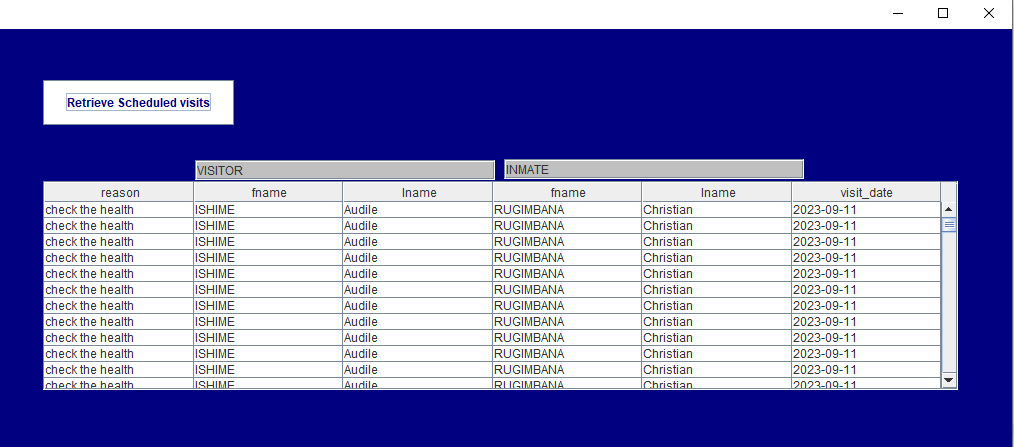 Retrieve Scheduled visits
VISITOR INMATE
reason fname lname fname lname visit_date
check the health ISHIME Audile RUGIMBANA Christian 2023-09-11
check the health ISHIME Audile RUGIMBANA Christian 2023-09-11
check the health ISHIME Audile RUGIMBANA Christian 2023-09-11
check the health ISHIME Audile RUGIMBANA Christian 2023-09-11
check the health ISHIME Audile RUGIMBANA Christian 2023-09-11
check the health ISHIME Audile RUGIMBANA Christian 2023-09-11
check the health ISHIME Audile RUGIMBANA Christian 2023-09-11
check the health ISHIME Audile RUGIMBANA Christian 2023-09-11
check the health ISHIME Audile RUGIMBANA Christian 2023-09-11
check the health ISHIME Audile RUGIMBANA Christian 2023-09-11
check the health ISHIME Audile RUGIMBANA Christian 2023-09-11
check the health ISHIME Audile RUGIMBANA Christian 2023-09-11